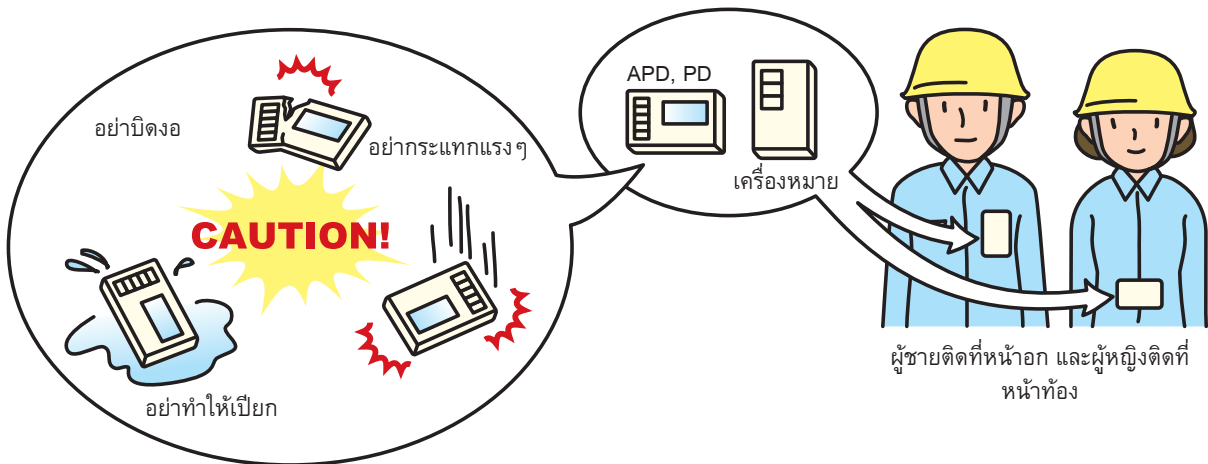 อย่าบิดงอ
อย่ากระแทกแรงๆ
CAUTION!
อย่าทำให้เปียก
APD, PD
เครื่องหมาย
ผู้ชายติดที่หน้าอก และผู้หญิงติดที่
หน้าท้อง